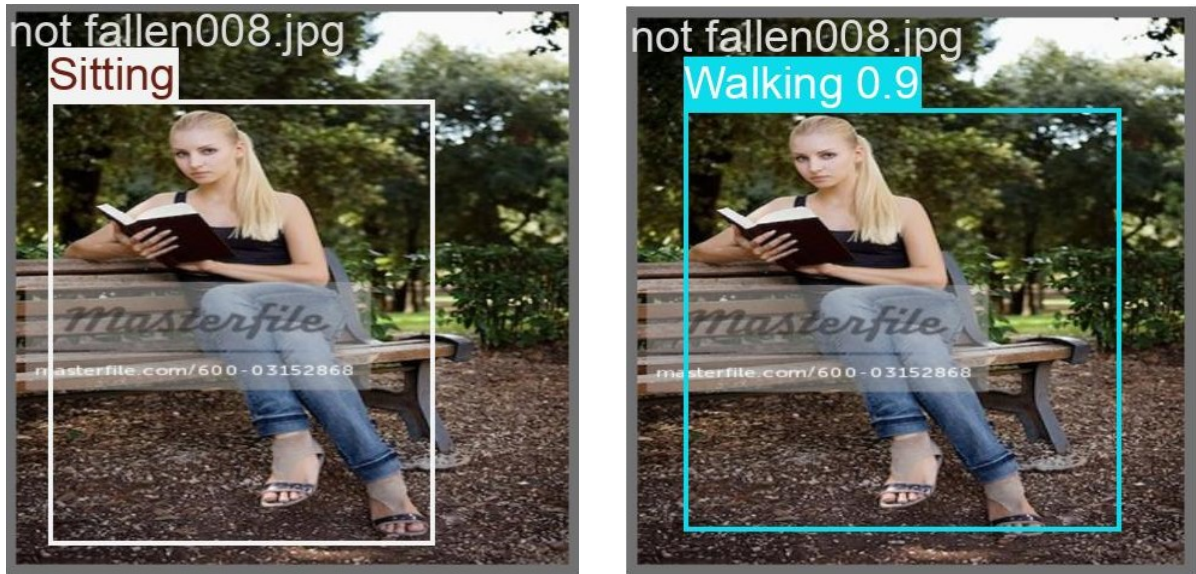 not fallen008.jpg
Sitting
Masterfile
masterfile.com/600-03152868
not fallen008.jpg
Walking 0.9
Masterfile
masterfile.com/600-03152868